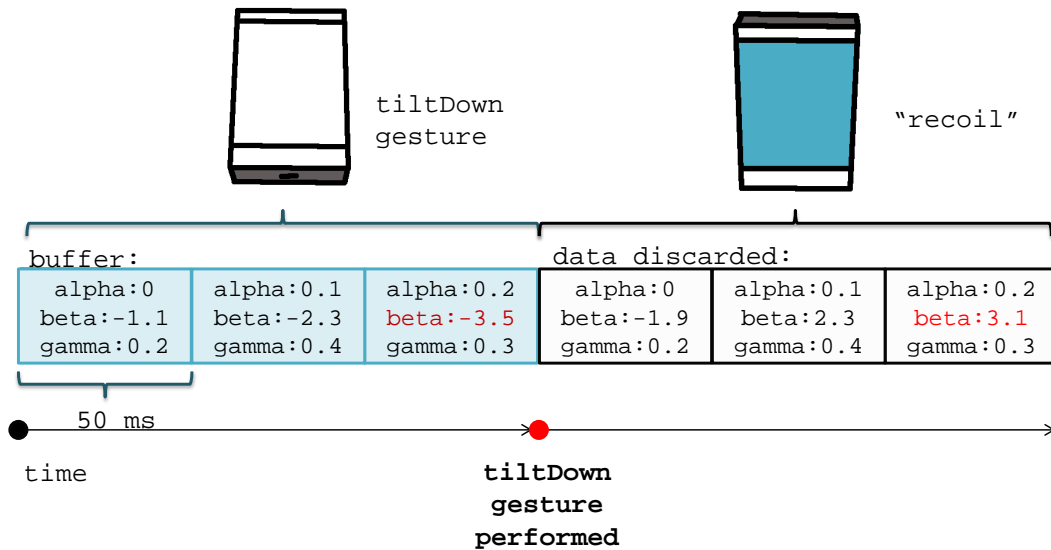 tiltDown
gesture
“recoil”
buffer:
data discarded:
alpha:0
beta:-1.1
gamma:0.2
alpha:0.1
beta:-2.3
gamma:0.4
alpha:0.2
beta:-3.5
gamma:0.3
alpha:0
beta:-1.9
gamma:0.2
alpha:0.1
beta:2.3
gamma:0.4
alpha:0.2
beta:3.1
gamma:0.3
50 ms
time
tiltDown
gesture
performed